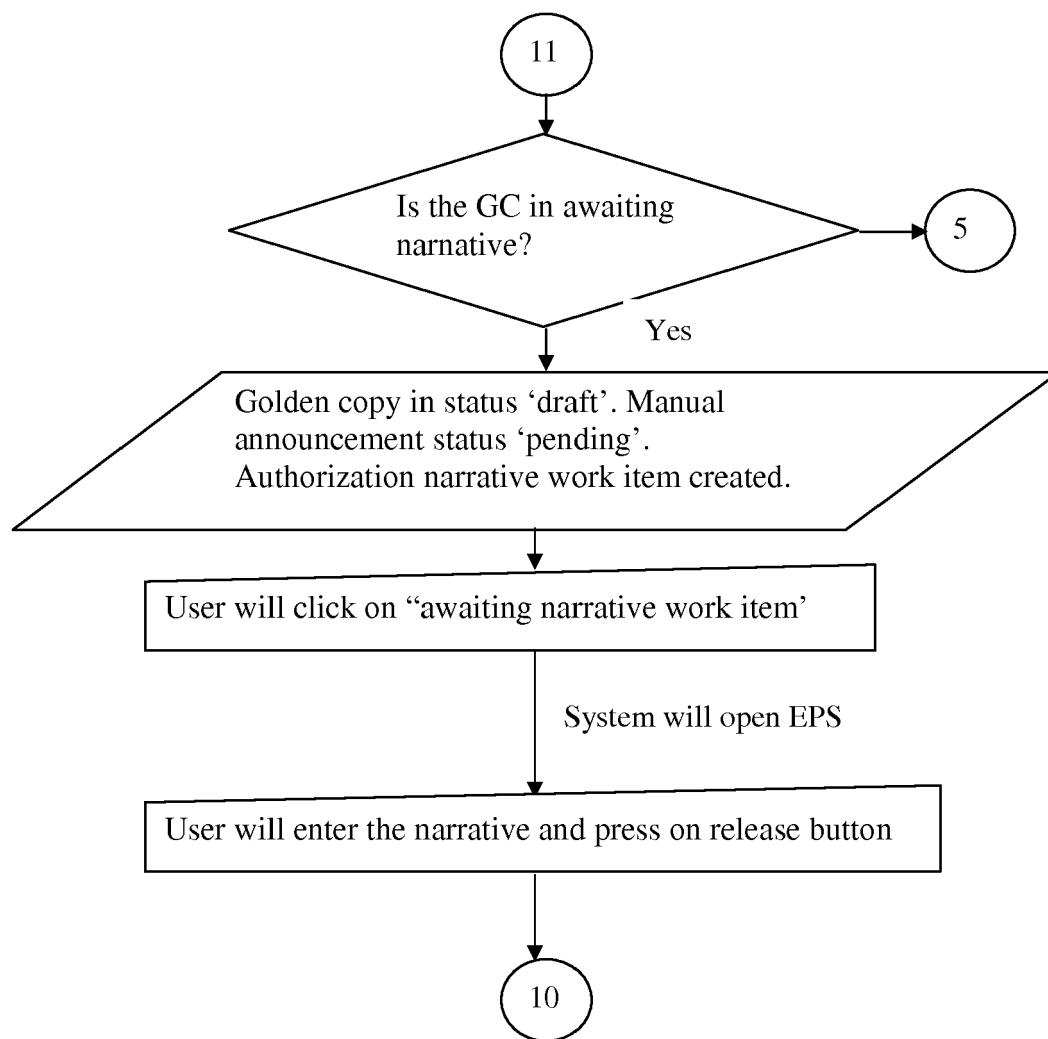 11
Is the GC in awaiting
narnative?
5
Yes
Golden copy in status ‘draft’. Manual
announcement status ‘pending’.
Authorization narrative work item created.
User will click on “awaiting narrative work item’
System will open EPS
User will enter the narrative and press on release button
10